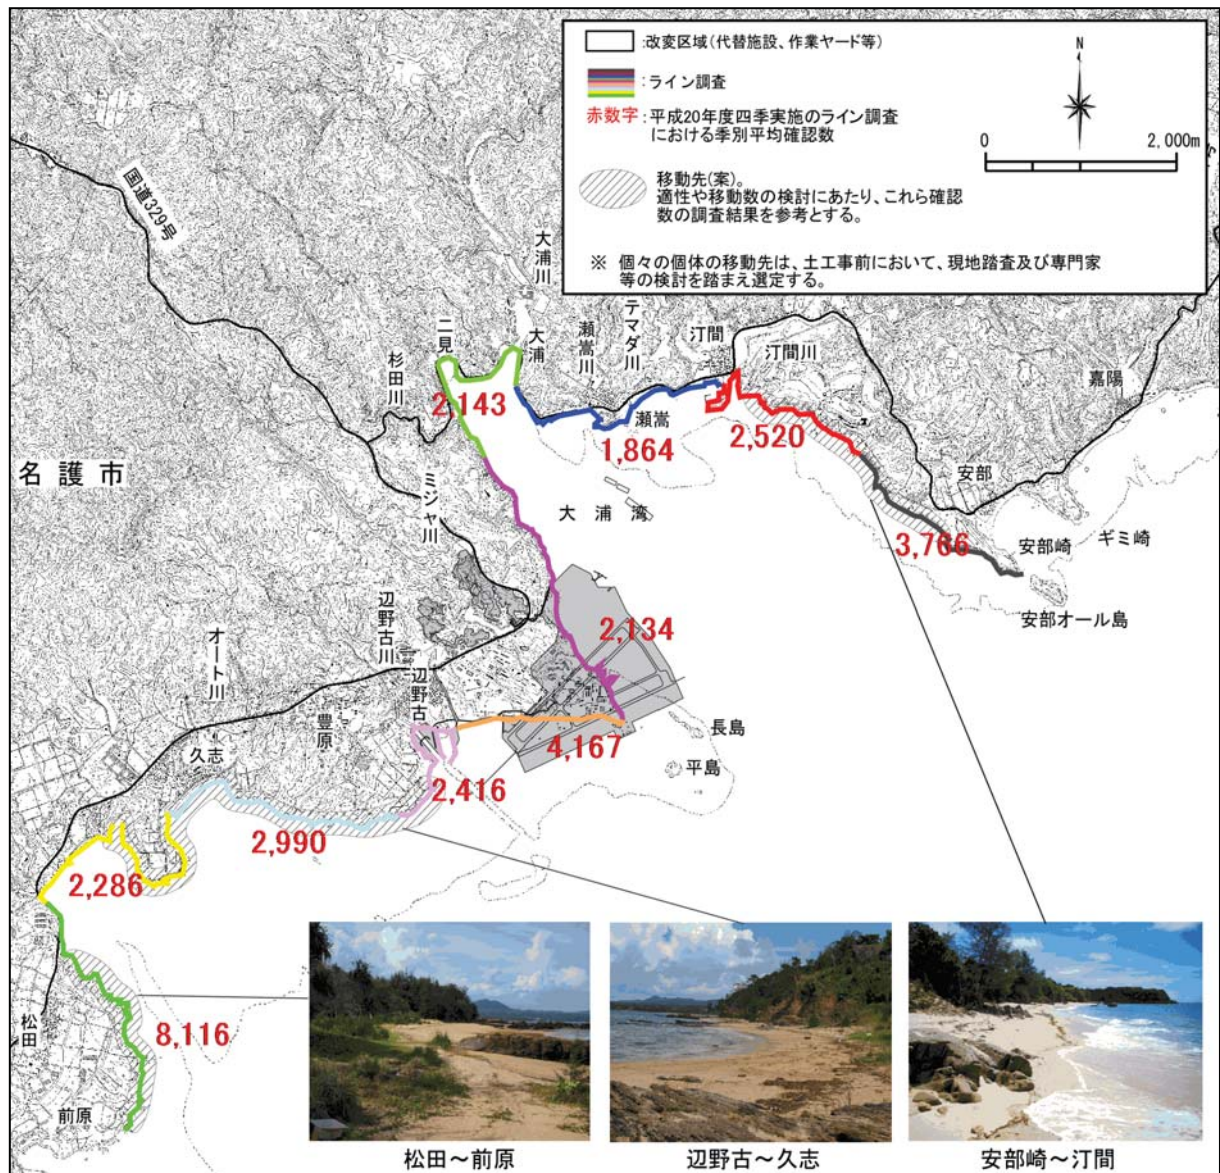 :改変区域(代替施設、作業ヤード等)
:ライン調査
赤数字:平成20年度四季実施のライン調査
における季別平均確認数
移動先(案)。
適性や移動数の検討にあたり、これら確認
数の調査結果を参考とする。
※ 個々の個体の移動先は、土工事前において、現地踏査及び専門家
等の検討を踏まえ選定する。
N
0 2,000m
国道329号
大浦川
二見
大浦
瀬嵩川
テマダ川
汀間
汀間川
嘉陽
杉田川
2,143
瀬嵩
1,864
2,520
安部
名護市
ミジャ川
大浦湾
3,766
安部崎
ギミ崎
安部オール島
辺野古川
オート川
2,134
辺野古
豊原
長島
久志
4,167
平島
2,416
2,990
2,286
松田
8,116
前原
松田~前原
辺野古~久志
安部崎~汀間